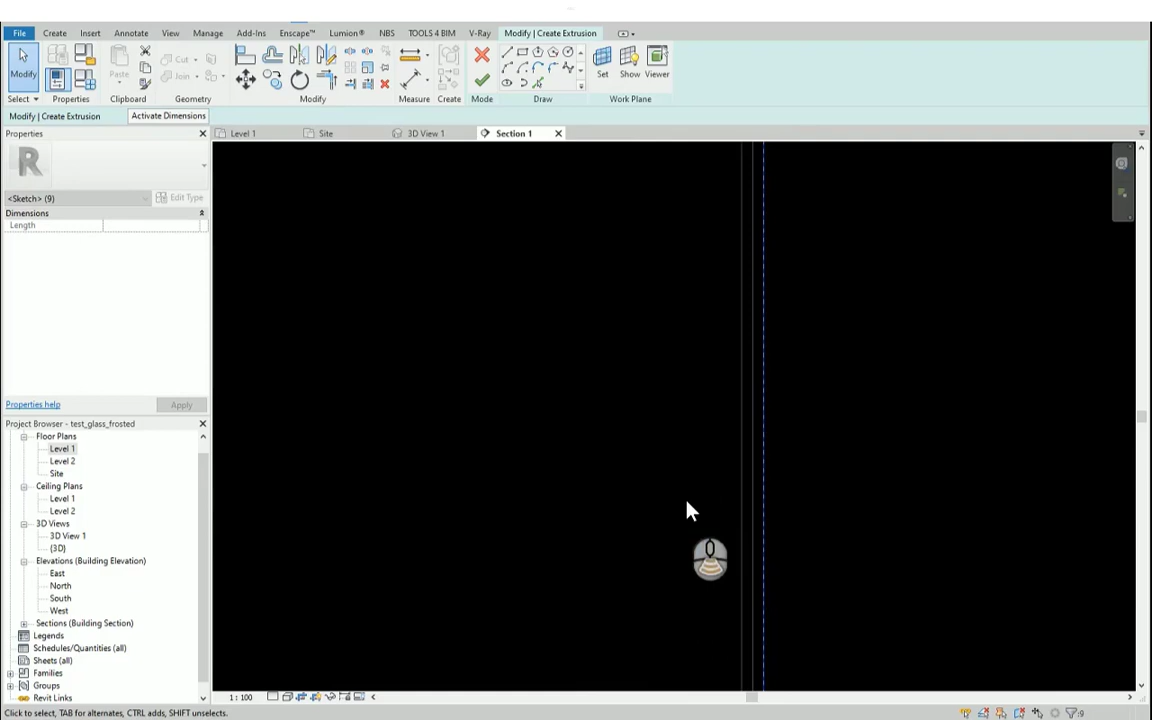 File Create Insert Annotate View Manage Add-Ins Enscape™ Lumion® NBS TOOLS 4 BIM V-Ray Modify | Create Extrusion
Modify Paste Cut Join Set Show Viewer
Select Properties Clipboard Geometry Modify Measure Create Mode Draw Work Plane
Modify | Create Extrusion Activate Dimensions
Properties Level 1 Site 3D View 1 Section 1
R
<Sketch> (9) Edit Type
Dimensions
Length
Properties help Apply
Project Browser - test_glass_frosted
Floor Plans
Level 1
Level 2
Site
Ceiling Plans
Level 1
Level 2
3D Views
3D View 1
(3D)
Elevations (Building Elevation)
East
North
South
West
Sections (Building Section)
Legends
Schedules/Quantities (all)
Sheets (all)
Families
Groups
Revit Links
1 : 100
Click to select, TAB for alternates, CTRL adds, SHIFT unselects. :9